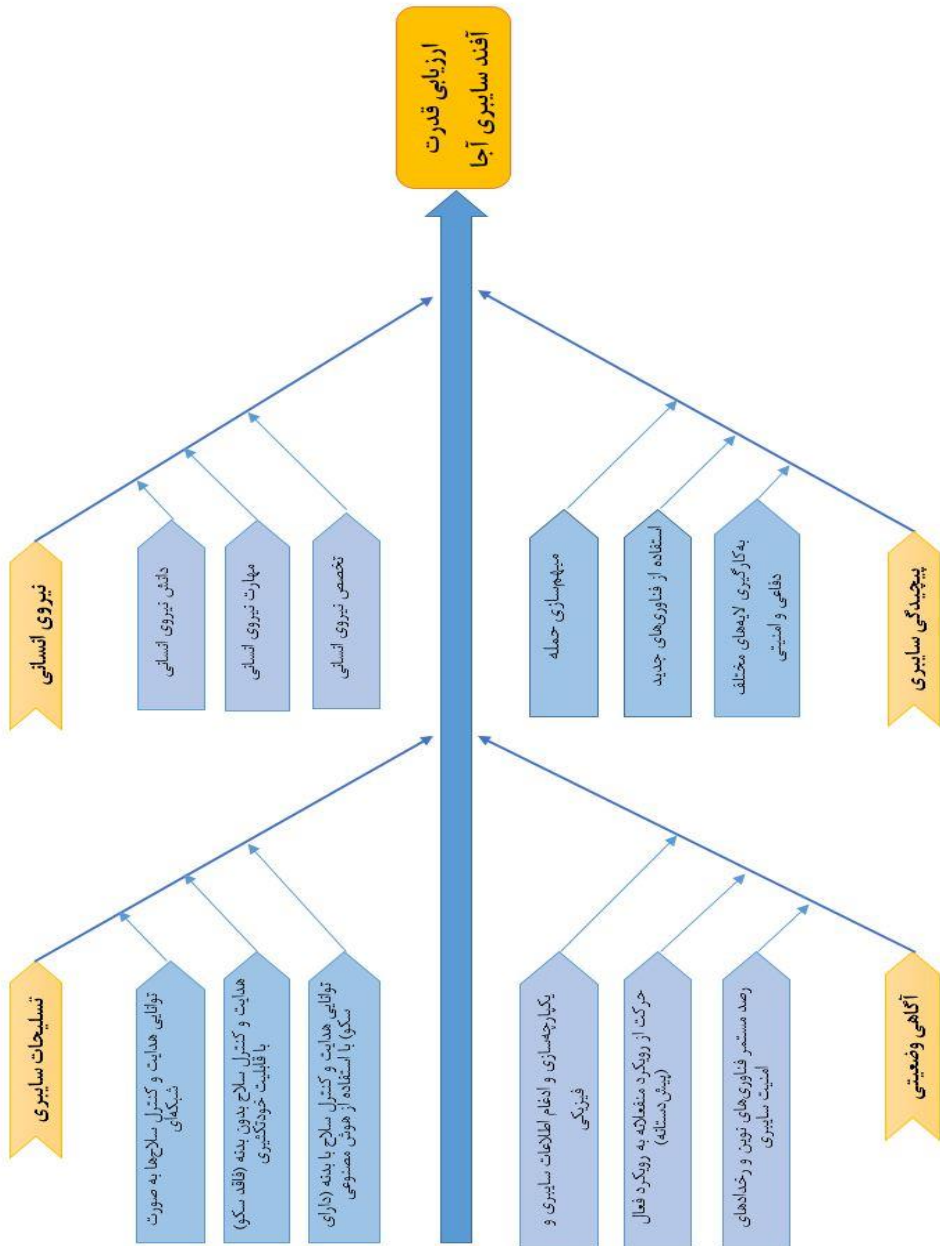 ارزیابی قدرت
آفند سایبری آجا
نیروی انسانی
دانش نیروی انسانی
مهارت نیروی انسانی
تخصص نیروی انسانی
پیچیدگی سایبری
مبهم‌سازی حمله
استفاده از فناوری‌های جدید
به‌کارگیری لایه‌های مختلف
دفاعی و امنیتی
تسلیحات سایبری
توانایی هدایت و کنترل سلاح‌ها به صورت
شبکه‌ای
هدایت و کنترل سلاح بدون بدنه (فاقد سکو)
با قابلیت خودتکثیری
توانایی هدایت و کنترل سلاح با بدنه (دارای
سکو) با استفاده از هوش مصنوعی
آگاهی وضعیتی
یکپارچه‌سازی و ادغام اطلاعات سایبری و
فیزیکی
حرکت از رویکرد منفعلانه به رویکرد فعال
(پیش‌دستانه)
رصد مستمر فناوری‌های نوین و رخدادهای
امنیت سایبری